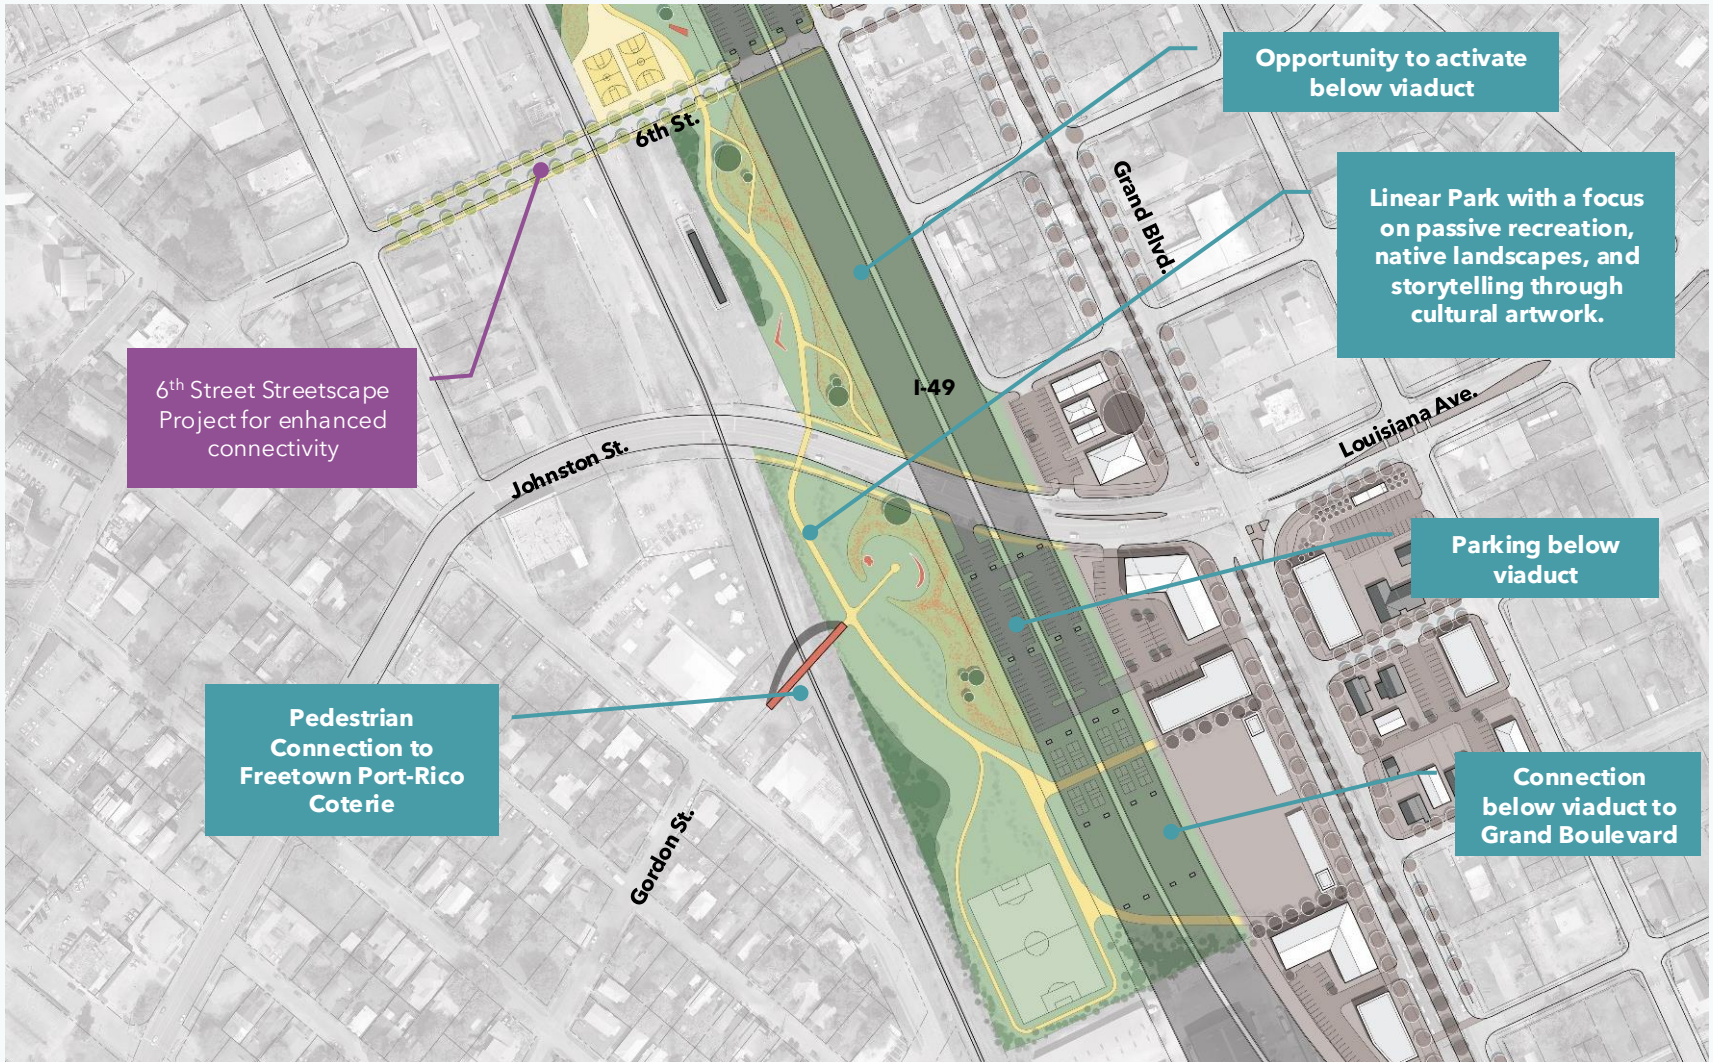 Opportunity to activate
below viaduct
6th St.
Grand Blvd.
Linear Park with a focus
on passive recreation,
native landscapes, and
storytelling through
cultural artwork.
6th Street Streetscape
Project for enhanced
connectivity
I-49
Louisiana Ave.
Johnston St.
Parking below
viaduct
Pedestrian
Connection to
Freetown Port-Rico
Coterie
Connection
below viaduct to
Grand Boulevard
Gordon St.